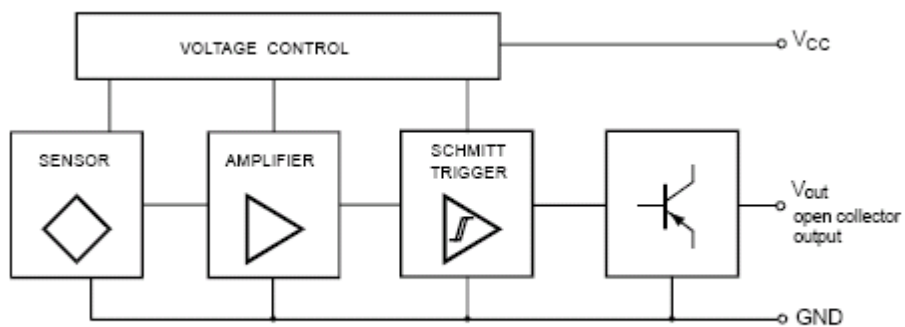 VOLTAGE CONTROL
VCC
SENSOR
AMPLIFIER
SCHMITT
TRIGGER
Vout
open collector
output
GND